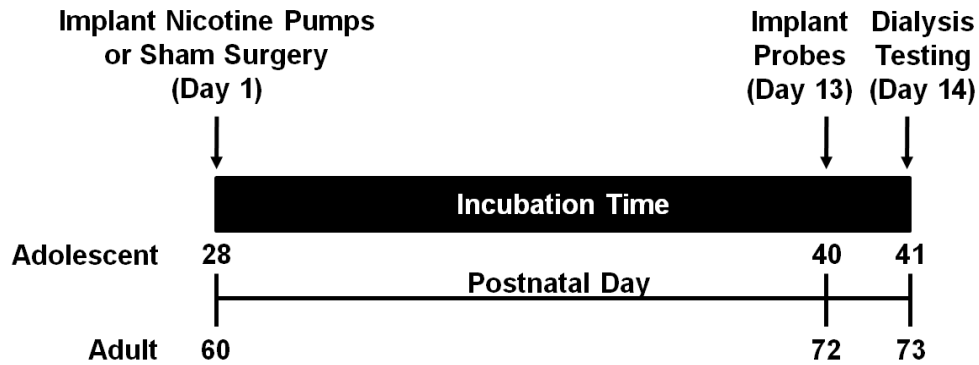 Implant Nicotine Pumps
or Sham Surgery
(Day 1)
Implant
Probes
(Day 13)
Dialysis
Testing
(Day 14)
Incubation Time
Adolescent 28 40 41
Postnatal Day
Adult 60 72 73